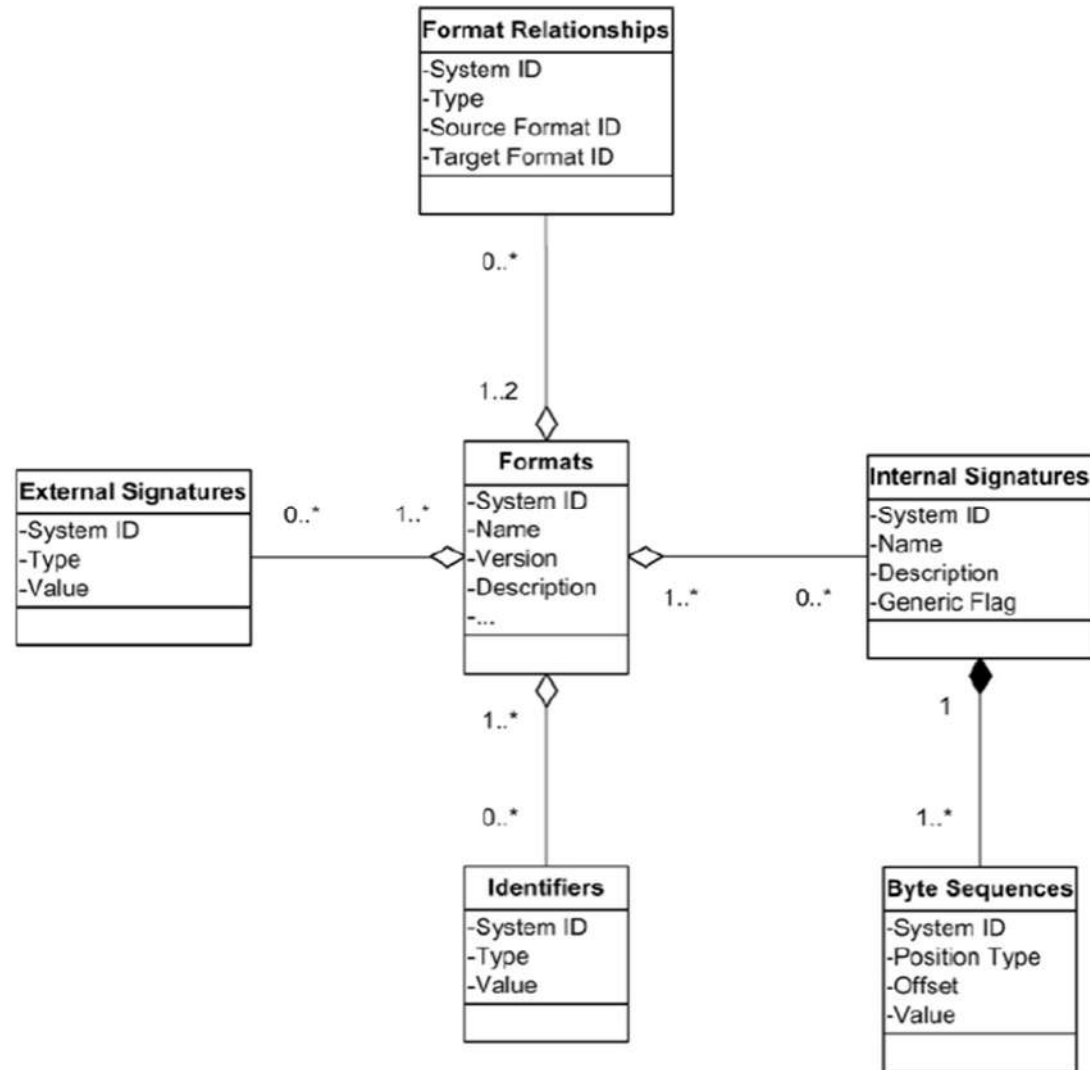 Format Relationships
-System ID
-Type
-Source Format ID
-Target Format ID
0..*
1..2
External Signatures
-System ID
-Type
-Value
0..*
1..*
Formats
-System ID
-Name
-Version
-Description
-...
1..*
0..*
Internal Signatures
-System ID
-Name
-Description
-Generic Flag
1..*
0..*
1
1..*
Identifiers
-System ID
-Type
-Value
Byte Sequences
-System ID
-Position Type
-Offset
-Value